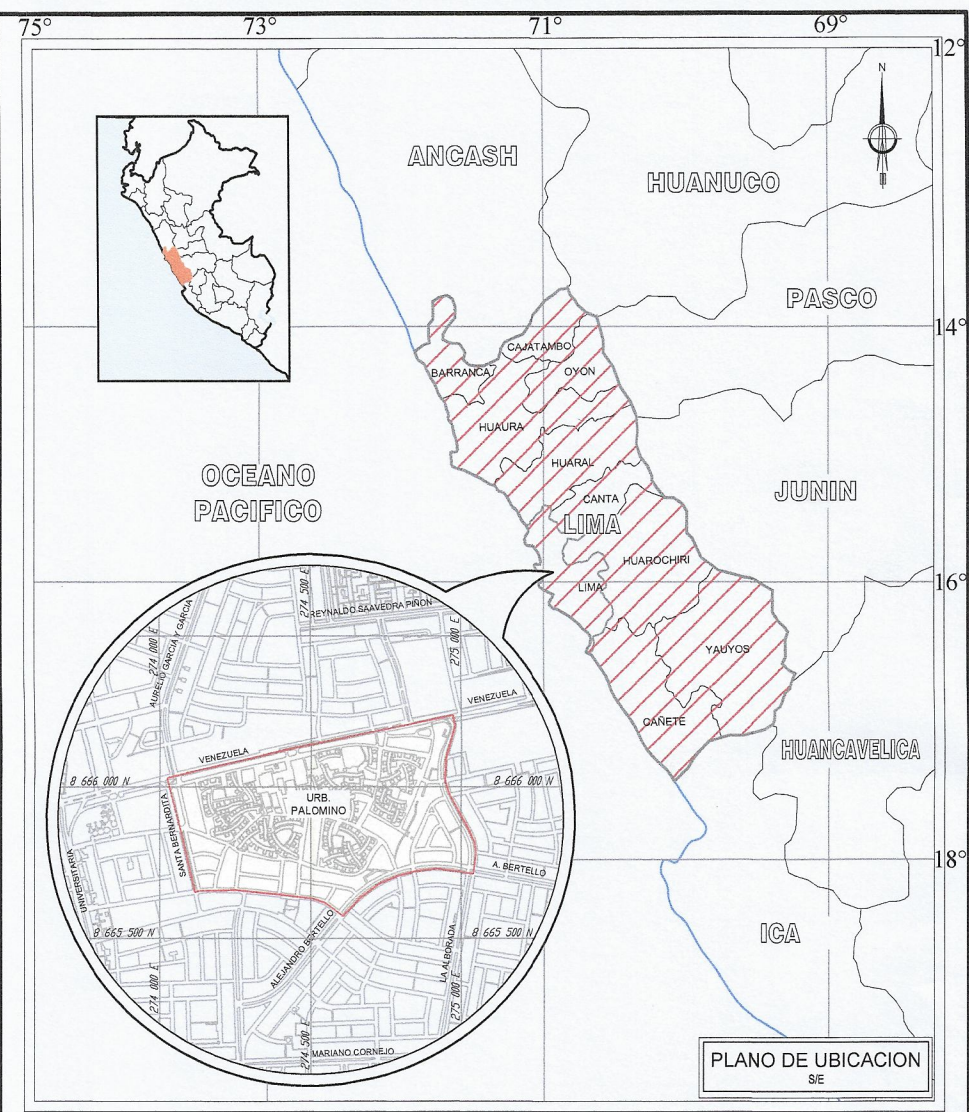 75°
73°
71°
69°
12°
N
ANCASH
HUANUCO
PASCO
14°
CAJATAMBO
BARRANCA
OYON
HUAURA
HUARAL
OCEANO
PACIFICO
JUNIN
CANTA
LIMA
HUAROCHIRI
LIMA
16°
YAUYOS
CAÑETE
HUANCAVELICA
18°
ICA
274 500 E
REYNALDO SAAVEDRA PIÑON
AURELIO GARCIA Y GARCIA
274 000 E
275 000 E
VENEZUELA
VENEZUELA
8 666 000 N
8 666 000 N
URB.
PALOMINO
SANTA BERNARDITA
UNIVERSITARIA
A. BERTELLO
8 665 500 N
8 665 500 N
ALEJANDRO BERTELLO
LA ALBORADA
274 000 E
275 000 E
274 500 E
MARIANO CORNEJO
PLANO DE UBICACION
S/E